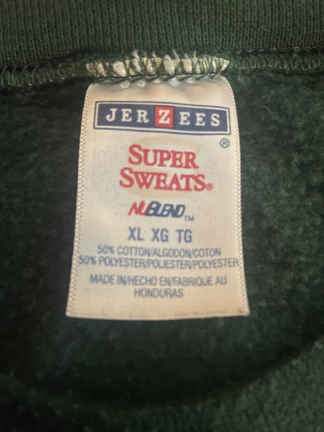 JERZEES
®
SUPER
SWEATS®
NUBLEND™
XL XG TG
50% COTTON/ALGODON/COTON
50% POLYESTER/POLIESTER/POLYESTER
MADE IN/HECHO EN/FABRIQUE AU
HONDURAS